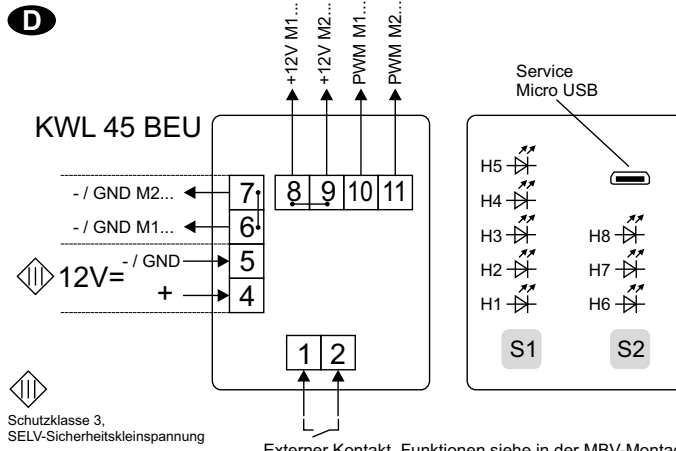 D
+12V M1...
+12V M2...
PWM M1...
PWM M2...
Service
Micro USB
KWL 45 BEU
- / GND M2...
7
8 9 10 11
- / GND M1...
6
12V=
- / GND
5
+
4
1 2
H5
H4
H3
H8
H2
H7
H1
H6
S1
S2
Schutzklasse 3,
SELV-Sicherheitskleinspannung
Externer Kontakt, Funktionen siehe in der MBV-Montag